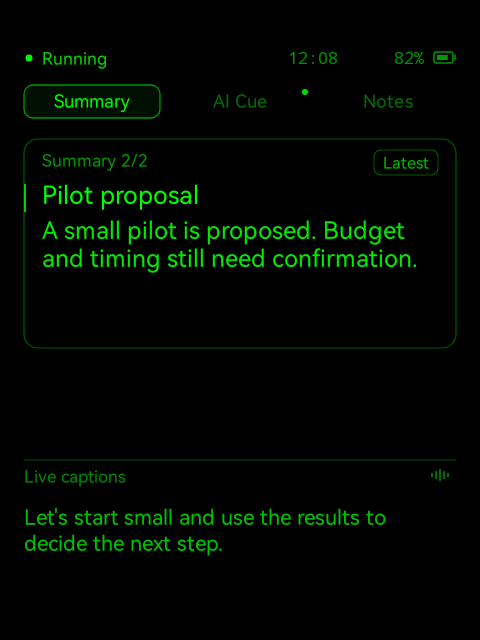 Running 12:08 82%
Summary AI Cue Notes
Summary 2/2 Latest
Pilot proposal
A small pilot is proposed. Budget
and timing still need confirmation.
Live captions
Let's start small and use the results to
decide the next step.